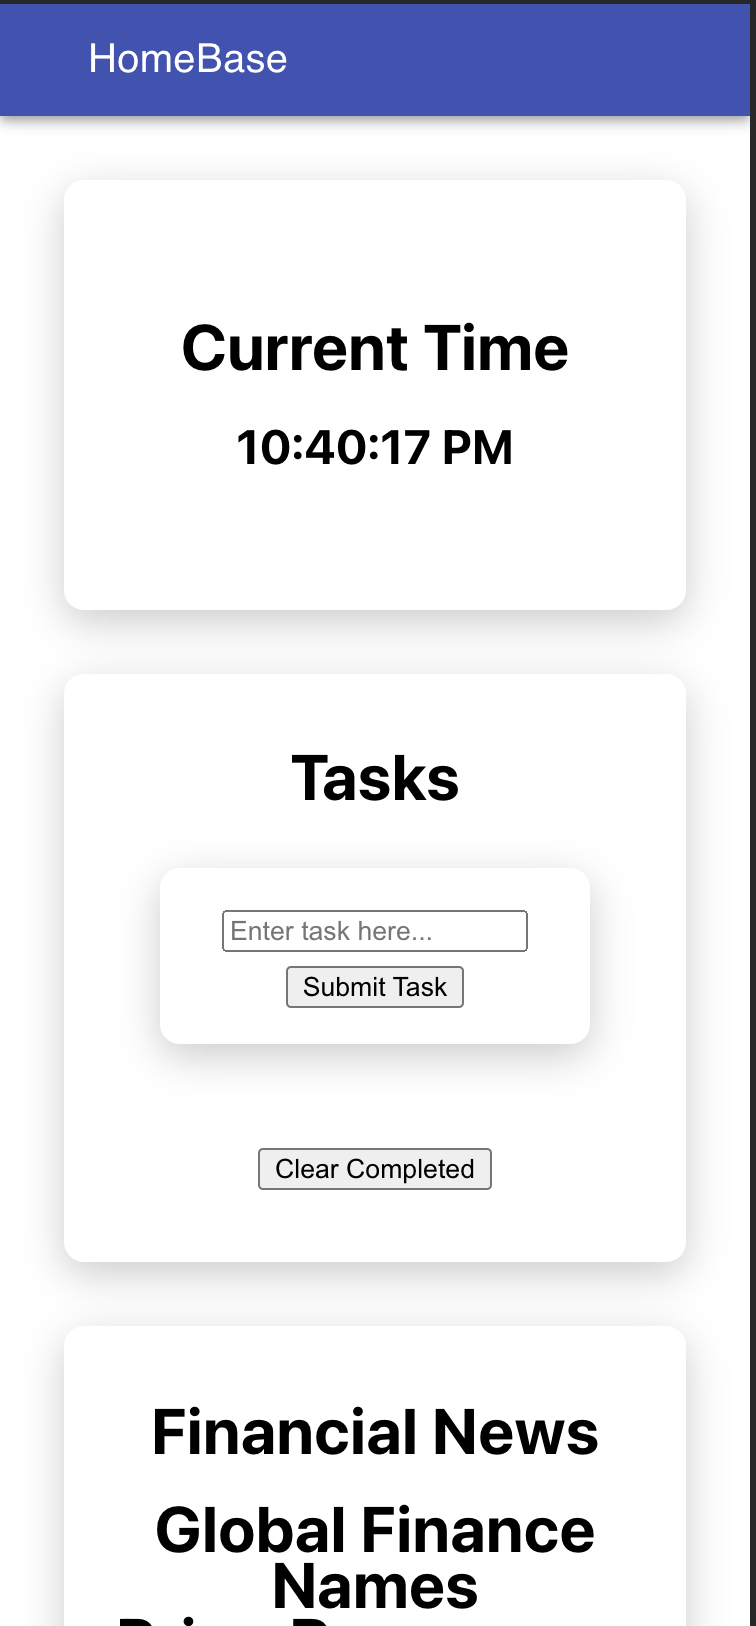 HomeBase
Current Time
10:40:17 PM
Tasks
Enter task here...
Submit Task
Clear Completed
Financial News
Global Finance
Names